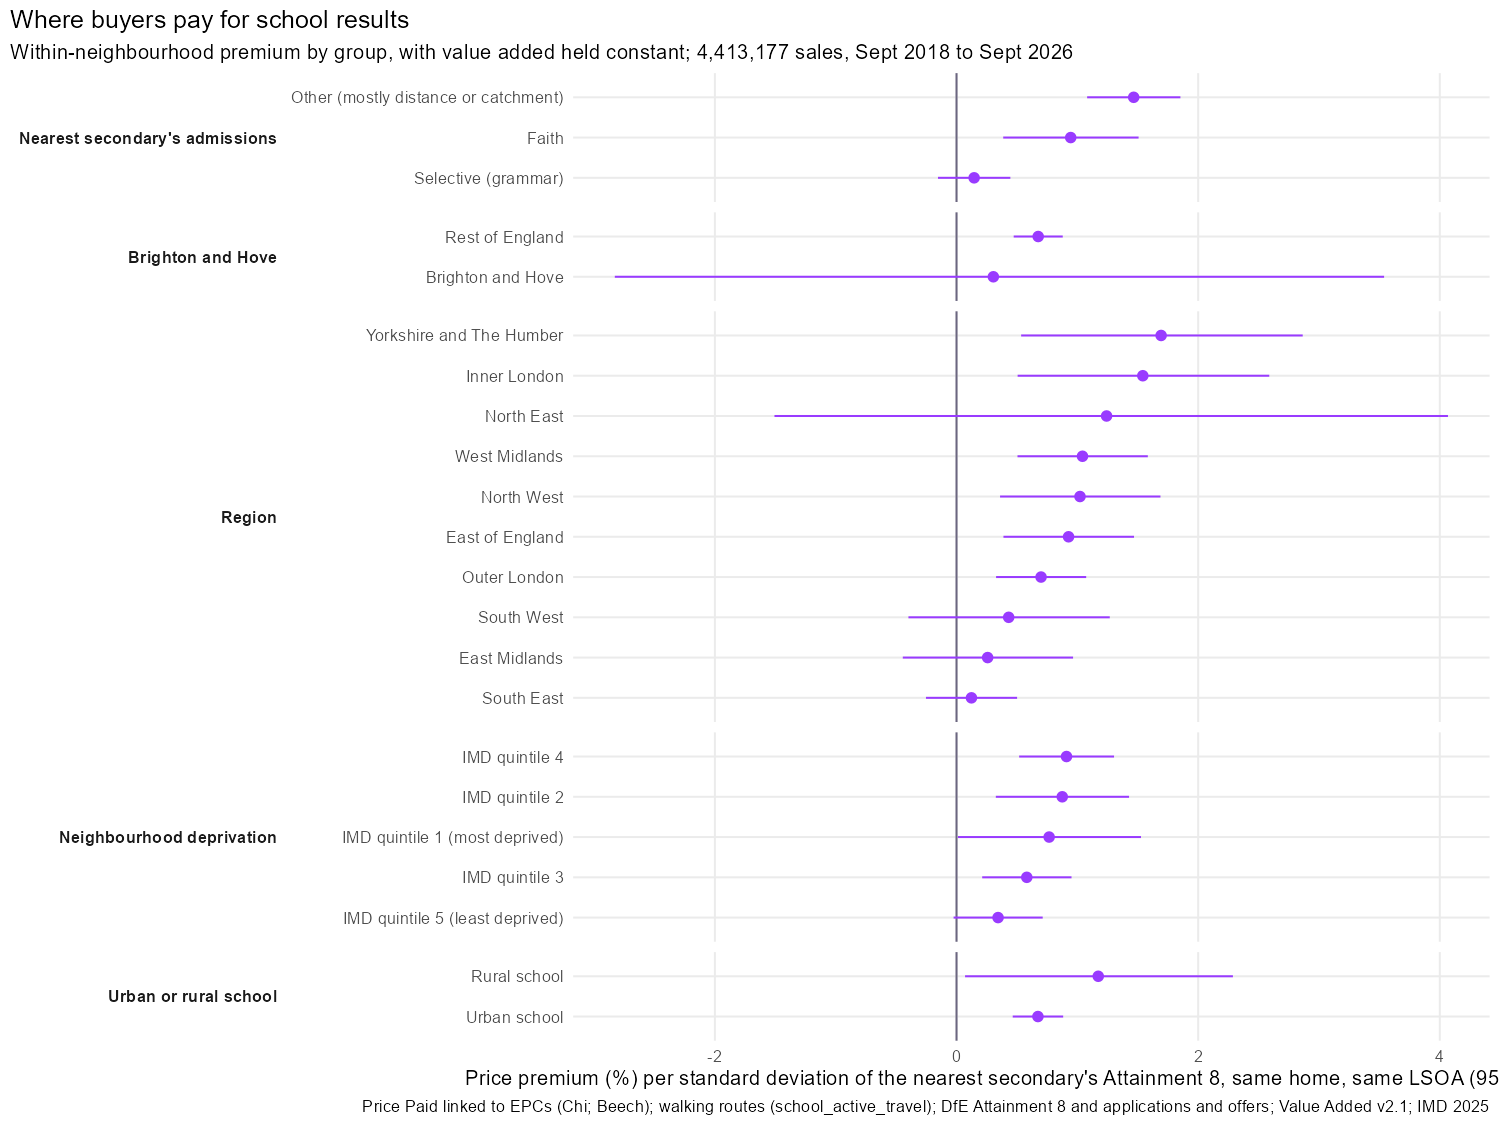 Where buyers pay for school results
Within-neighbourhood premium by group, with value added held constant; 4,413,177 sales, Sept 2018 to Sept 2026
Nearest secondary's admissions
Other (mostly distance or catchment)
Faith
Selective (grammar)
Brighton and Hove
Rest of England
Brighton and Hove
Region
Yorkshire and The Humber
Inner London
North East
West Midlands
North West
East of England
Outer London
South West
East Midlands
South East
Neighbourhood deprivation
IMD quintile 4
IMD quintile 2
IMD quintile 1 (most deprived)
IMD quintile 3
IMD quintile 5 (least deprived)
Urban or rural school
Rural school
Urban school
-2 0 2 4
Price premium (%) per standard deviation of the nearest secondary's Attainment 8, same home, same LSOA (95
Price Paid linked to EPCs (Chi; Beech); walking routes (school_active_travel); DfE Attainment 8 and applications and offers; Value Added v2.1; IMD 2025